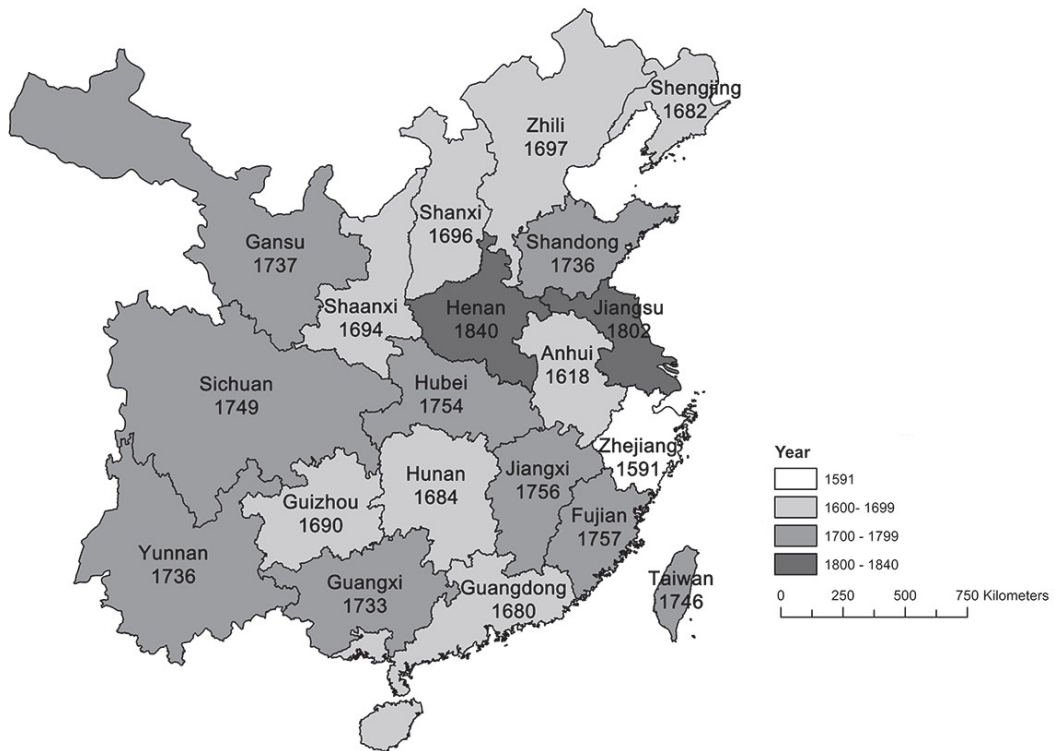 Shengjing
1682
Zhili
1697
Shanxi
1696
Gansu
1737
Shandong
1736
Shaanxi
1694
Henan
1840
Jiangsu
1802
Anhui
1618
Sichuan
1749
Hubei
1754
Zhejiang
1591
Hunan
1684
Jiangxi
1756
Guizhou
1690
Fujian
1757
Yunnan
1736
Guangxi
1733
Guangdong
1680
Taiwan
1746
Year
1591
1600- 1699
1700 - 1799
1800 - 1840
0 250 500 750 Kilometers